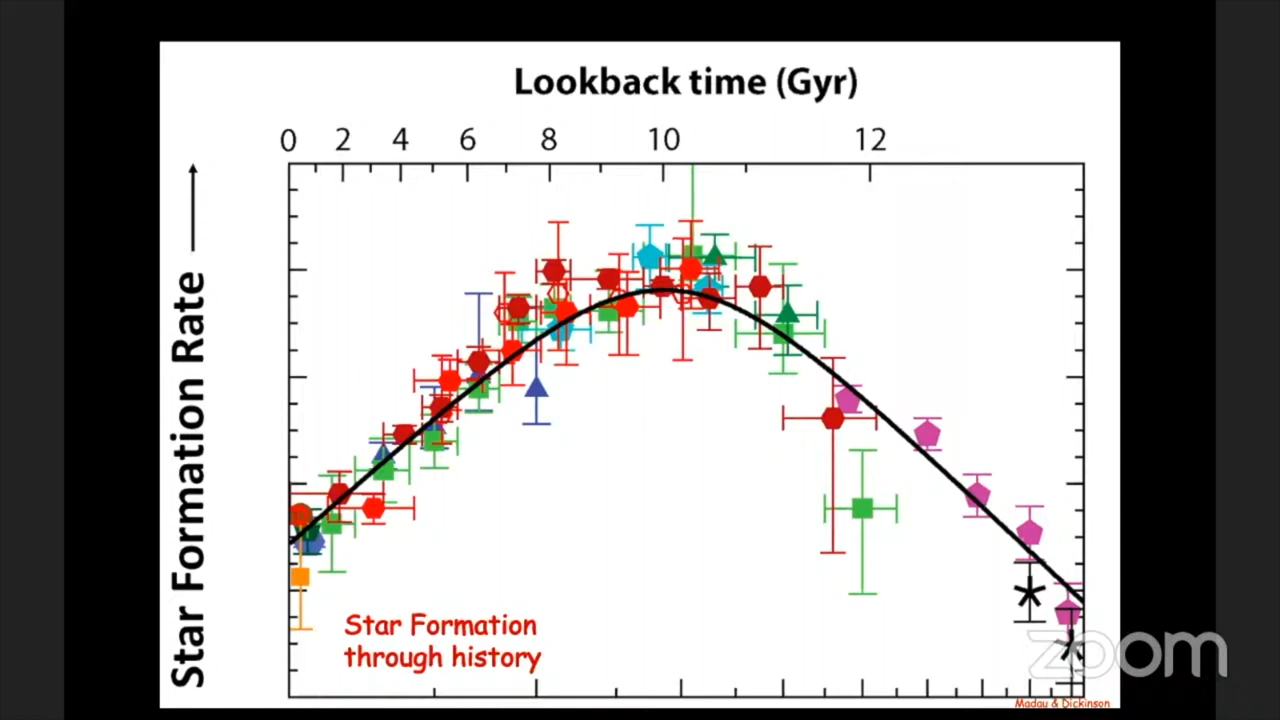 Lookback time (Gyr)
0 2 4 6 8 10 12
Star Formation Rate
Star Formation
through history
zoom
Madau & Dickinson